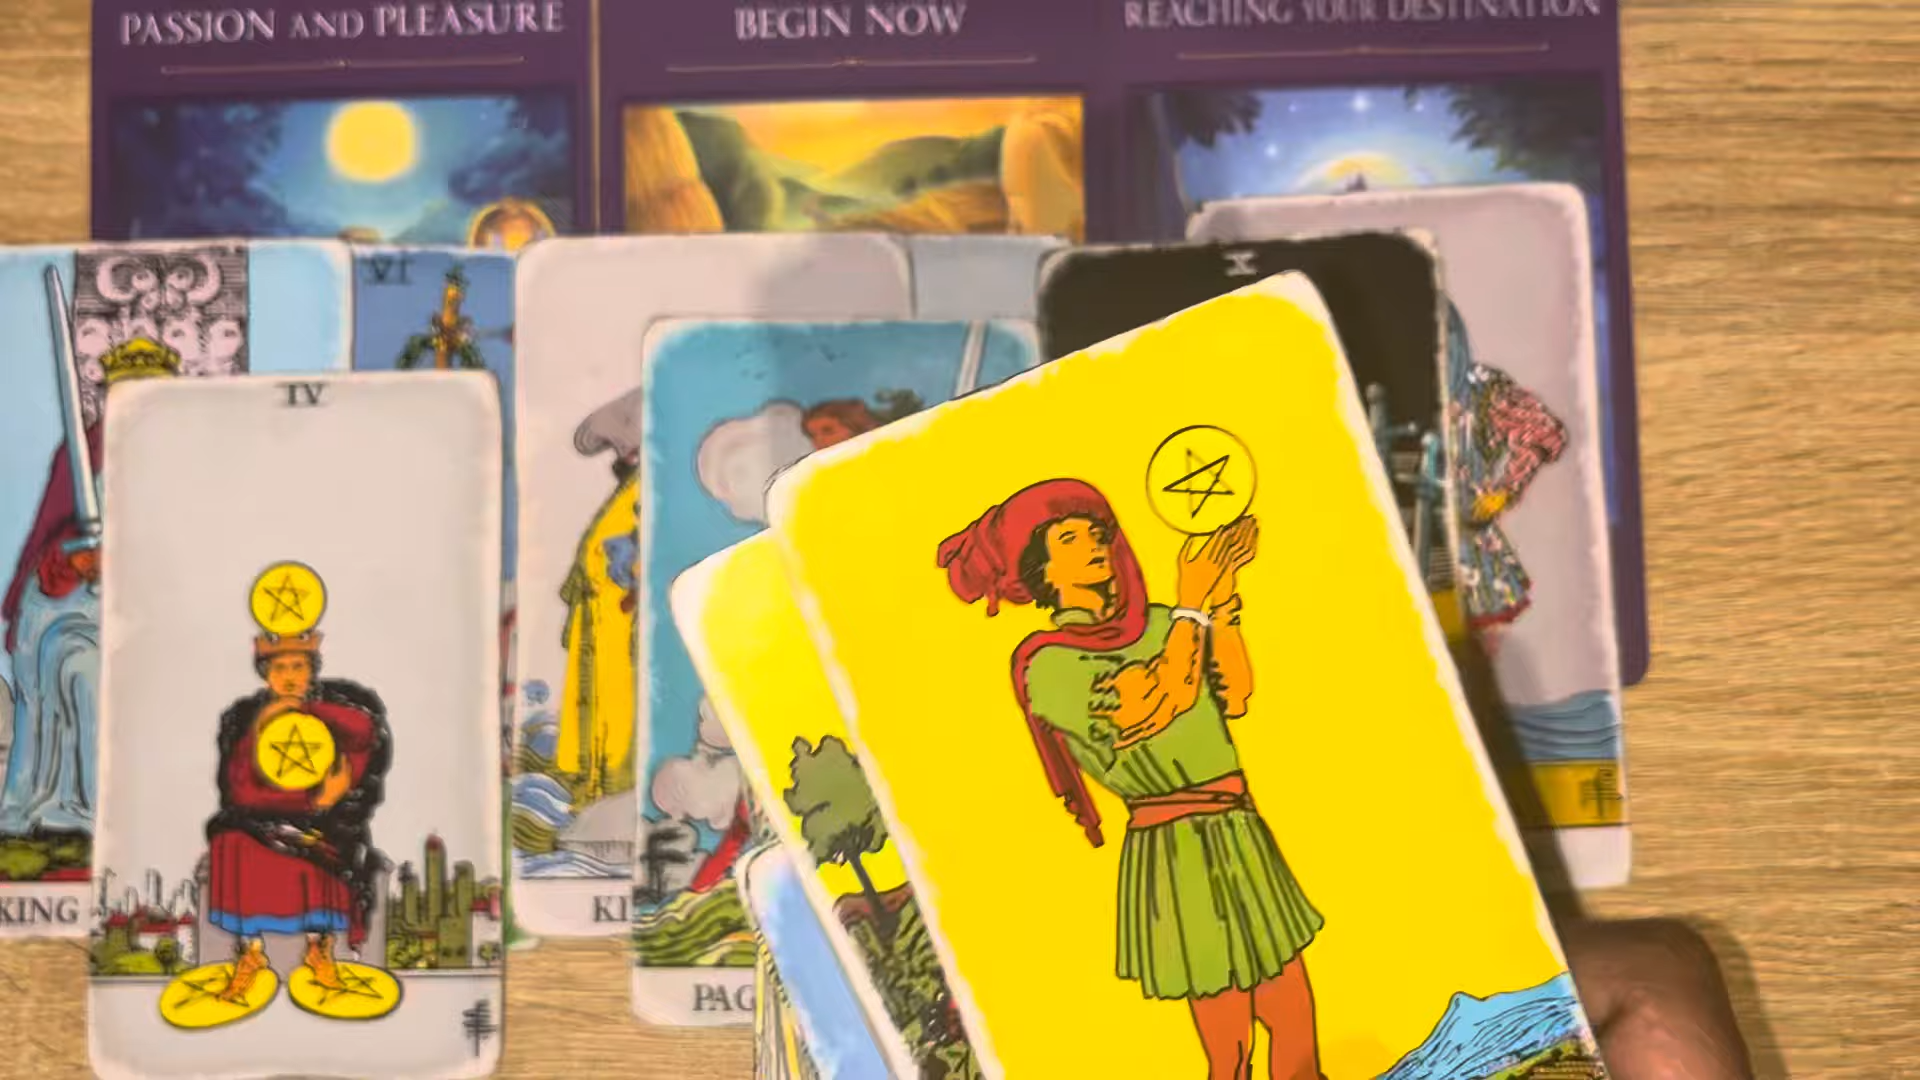 PASSION AND PLEASURE
BEGIN NOW
REACHING YOUR DESTINATION
VI
X
IV
KING
KI
PAG